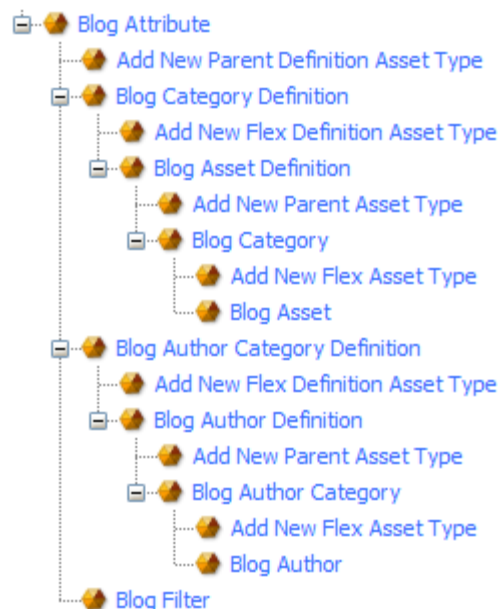 Blog Attribute
Add New Parent Definition Asset Type
Blog Category Definition
Add New Flex Definition Asset Type
Blog Asset Definition
Add New Parent Asset Type
Blog Category
Add New Flex Asset Type
Blog Asset
Blog Author Category Definition
Add New Flex Definition Asset Type
Blog Author Definition
Add New Parent Asset Type
Blog Author Category
Add New Flex Asset Type
Blog Author
Blog Filter